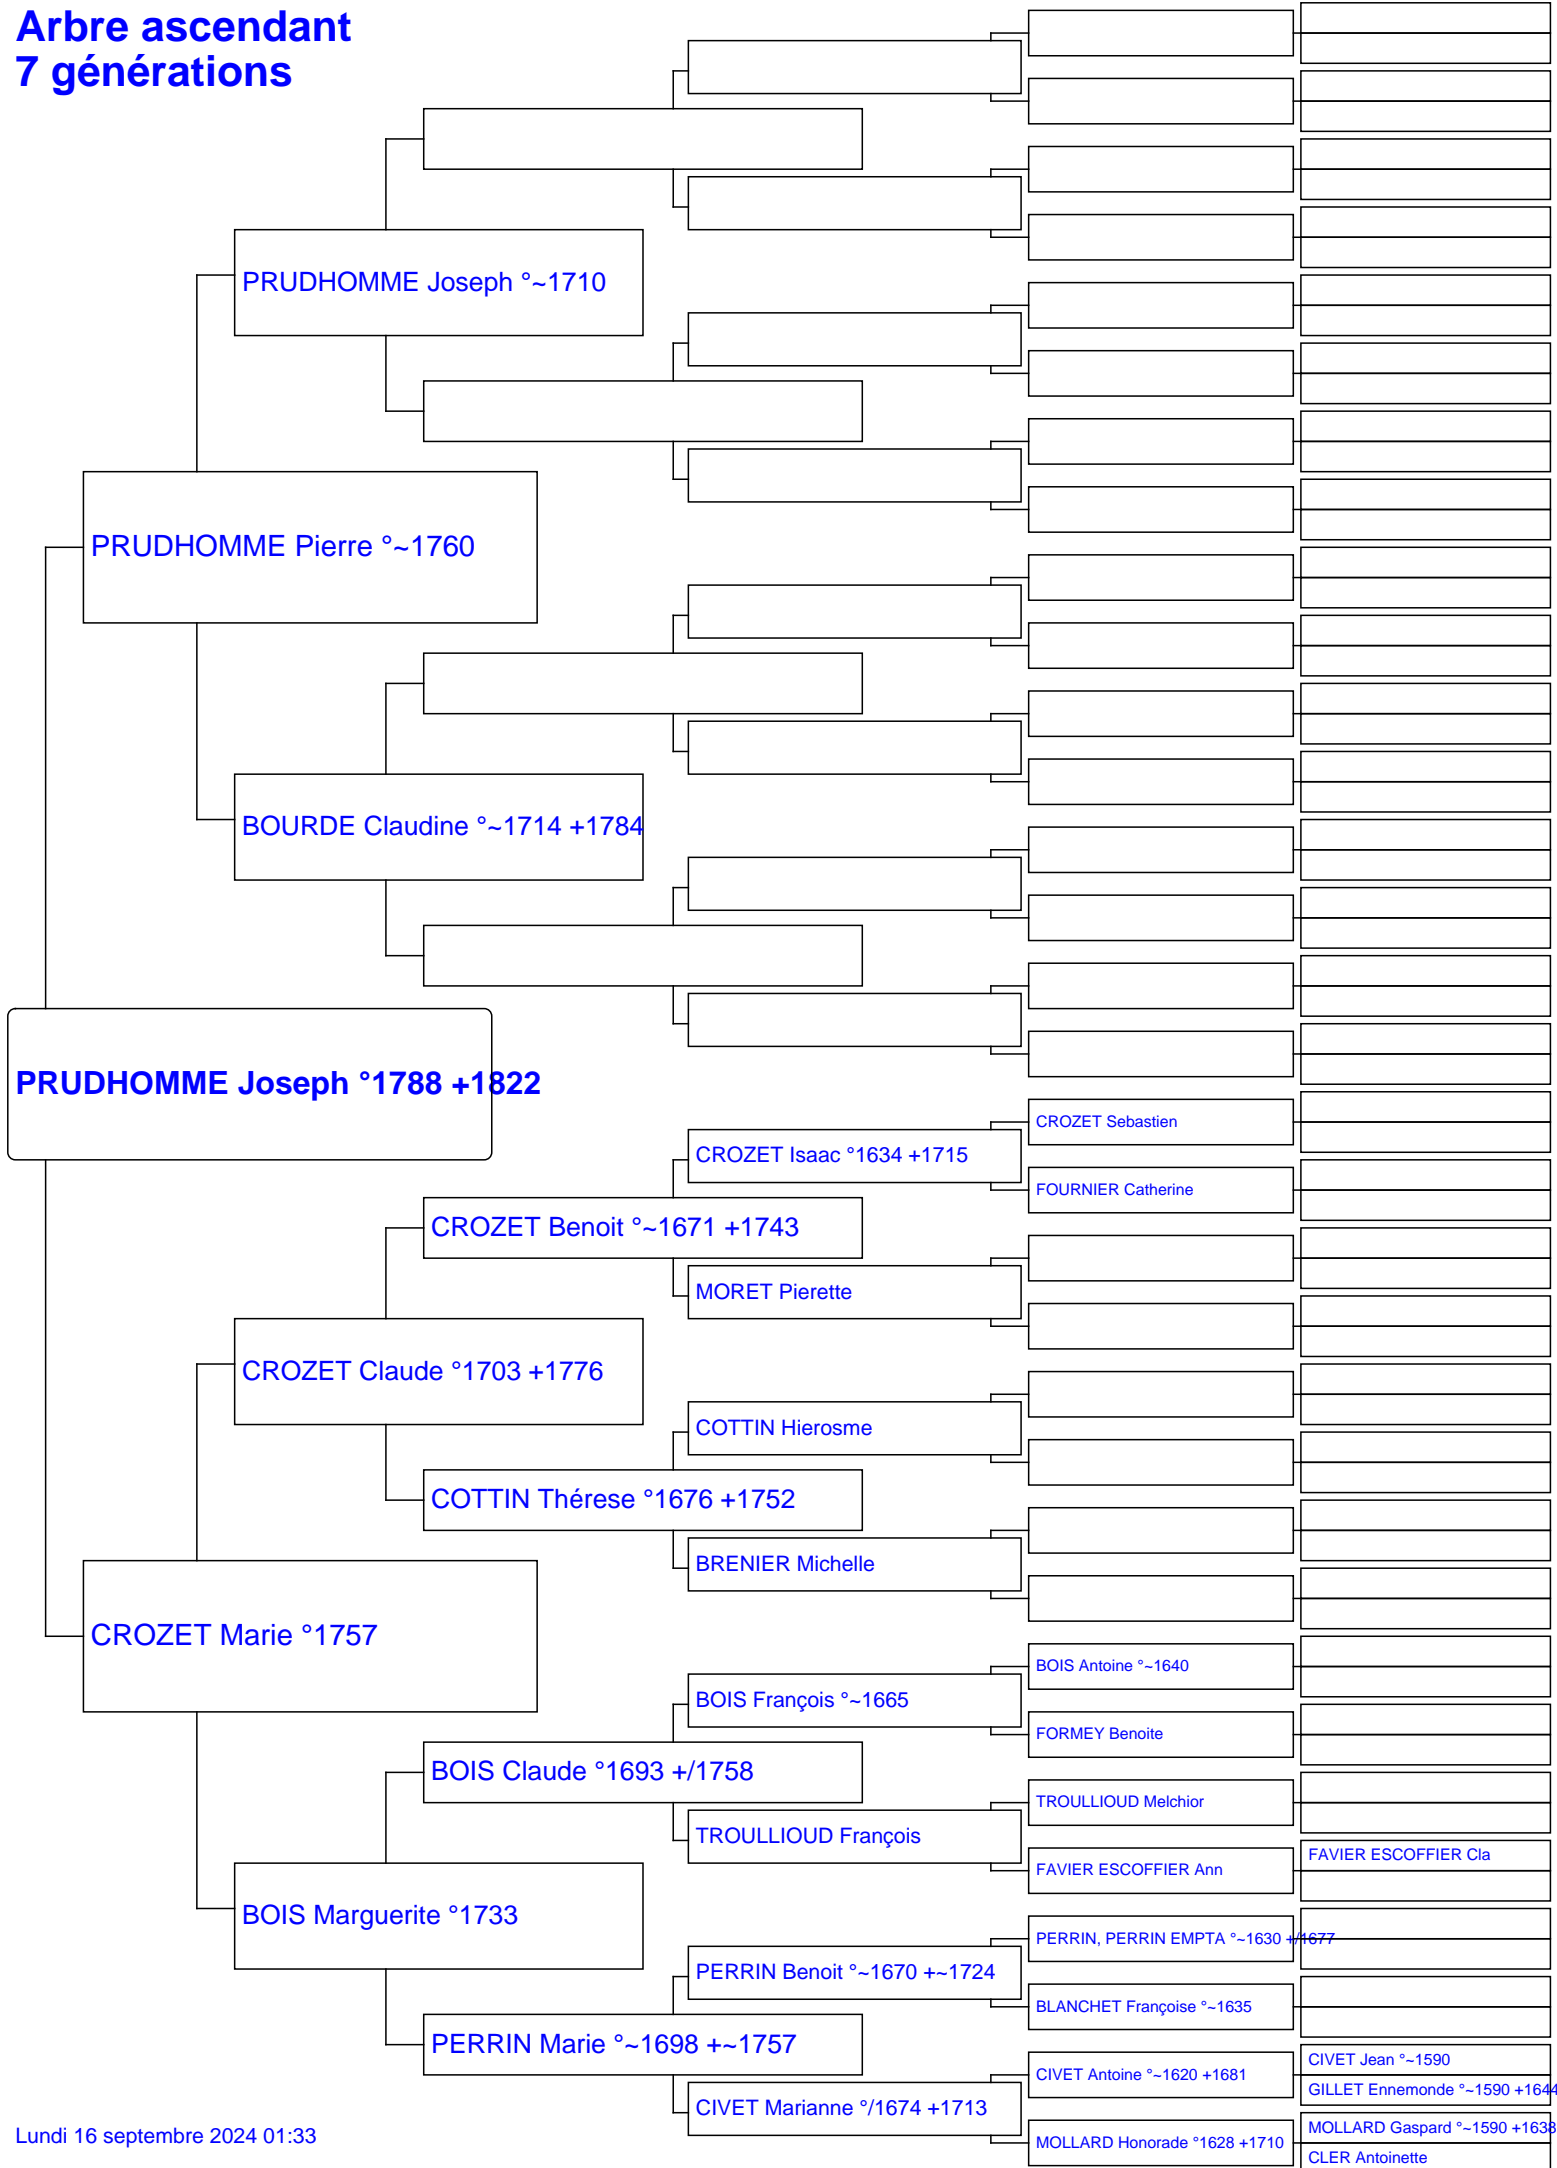 Arbre ascendant
7 générations
PRUDHOMME Joseph °~1710
PRUDHOMME Pierre °~1760
BOURDE Claudine °~1714 +1784
PRUDHOMME Joseph °1788 +1822
CROZET Sebastien
CROZET Isaac °1634 +1715
FOURNIER Catherine
CROZET Benoit °~1671 +1743
MORET Pierette
CROZET Claude °1703 +1776
COTTIN Hierosme
COTTIN Thérese °1676 +1752
BRENIER Michelle
CROZET Marie °1757
BOIS Antoine °~1640
BOIS François °~1665
FORMEY Benoite
BOIS Claude °1693 +/1758
TROULLIOUD Melchior
TROULLIOUD François
FAVIER ESCOFFIER Cla
FAVIER ESCOFFIER Ann
BOIS Marguerite °1733
PERRIN, PERRIN EMPTA °~1630 +/1677
PERRIN Benoit °~1670 +~1724
BLANCHET Françoise °~1635
PERRIN Marie °~1698 +~1757
CIVET Jean °~1590
CIVET Antoine °~1620 +1681
GILLET Ennemonde °~1590 +1644
CIVET Marianne °/1674 +1713
MOLLARD Gaspard °~1590 +1638
MOLLARD Honorade °1628 +1710
CLER Antoinette
Lundi 16 septembre 2024 01:33